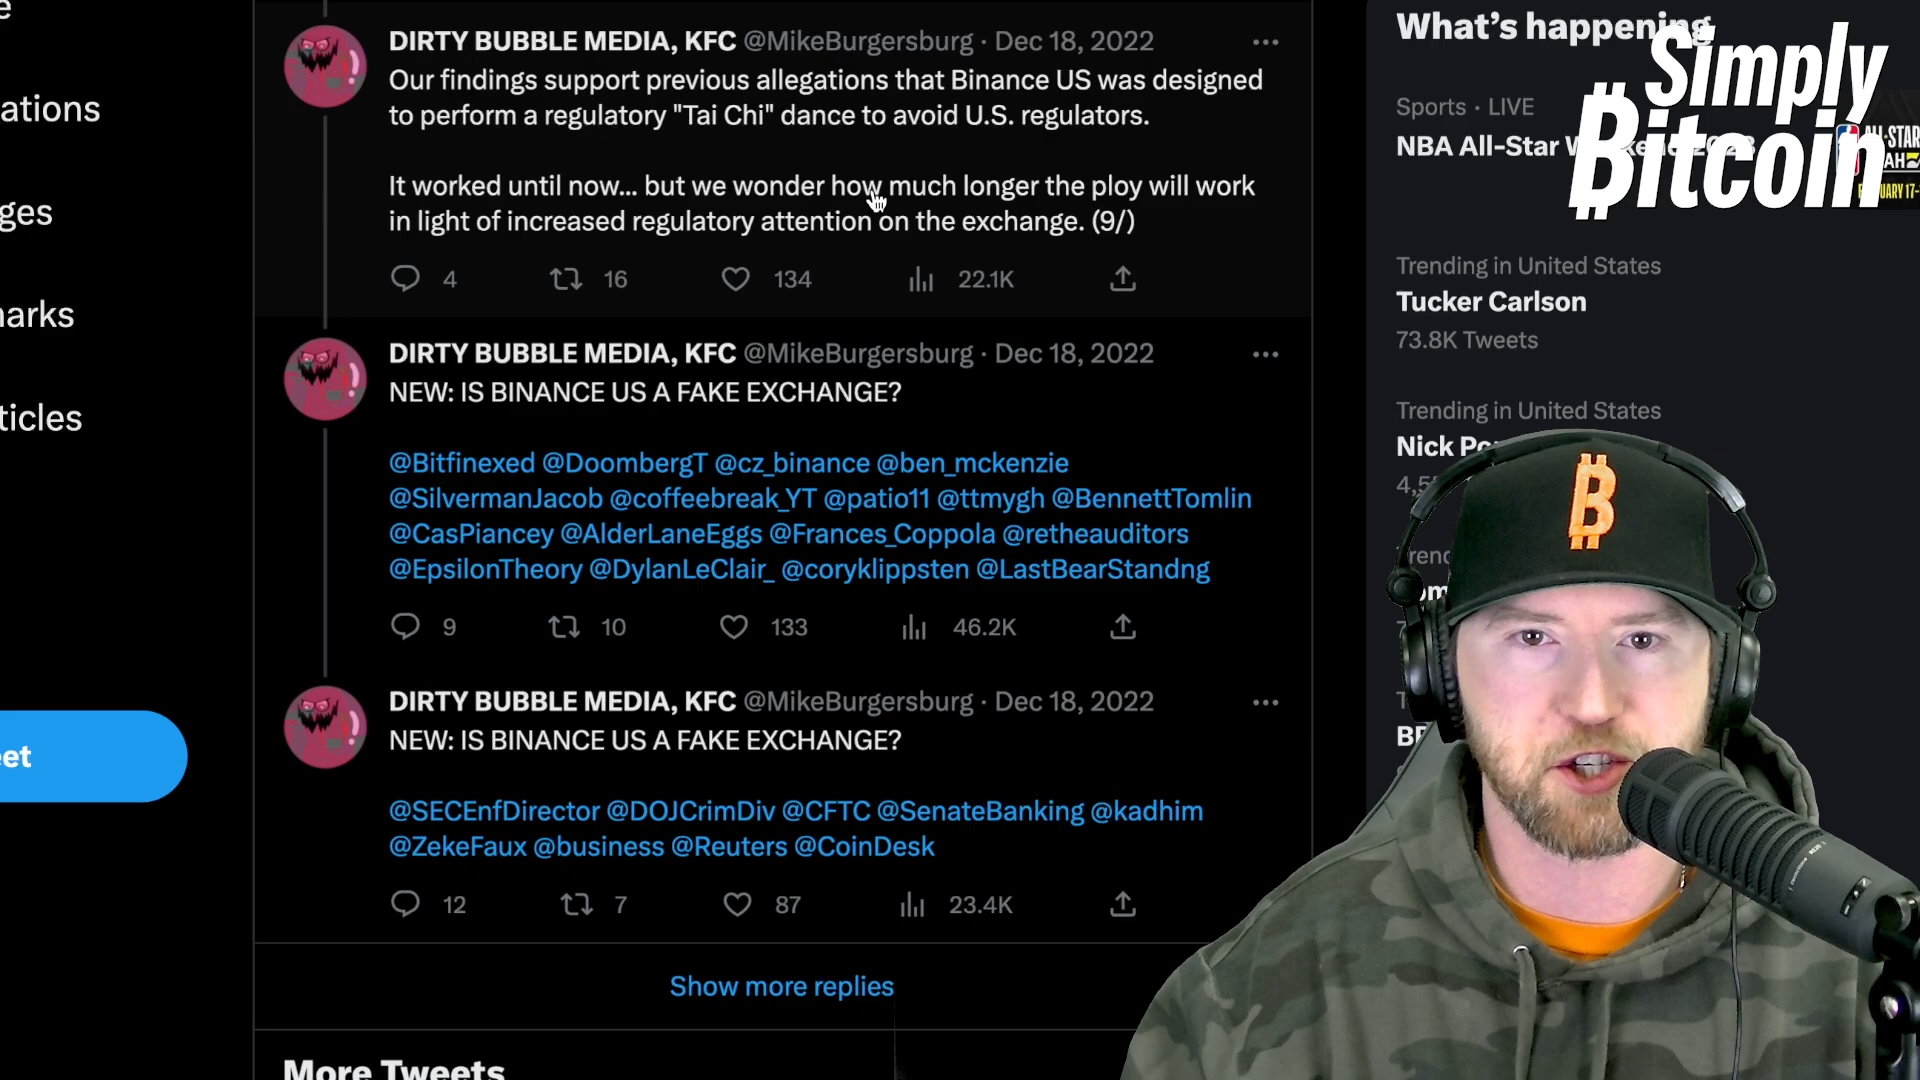 ations
ges
arks
ticles
et
DIRTY BUBBLE MEDIA, KFC @MikeBurgersburg · Dec 18, 2022
Our findings support previous allegations that Binance US was designed
to perform a regulatory "Tai Chi" dance to avoid U.S. regulators.
It worked until now... but we wonder how much longer the ploy will work
in light of increased regulatory attention on the exchange. (9/)
4 16 134 22.1K
DIRTY BUBBLE MEDIA, KFC @MikeBurgersburg · Dec 18, 2022
NEW: IS BINANCE US A FAKE EXCHANGE?
@Bitfinexed @DoombergT @cz_binance @ben_mckenzie
@SilvermanJacob @coffeebreak_YT @patio11 @ttmygh @BennettTomlin
@CasPiancey @AlderLaneEggs @Frances_Coppola @retheauditors
@EpsilonTheory @DylanLeClair_ @coryklippsten @LastBearStandng
9 10 133 46.2K
DIRTY BUBBLE MEDIA, KFC @MikeBurgersburg · Dec 18, 2022
NEW: IS BINANCE US A FAKE EXCHANGE?
@SECEnfDirector @DOJCrimDiv @CFTC @SenateBanking @kadhim
@ZekeFaux @business @Reuters @CoinDesk
12 7 87 23.4K
Show more replies
More Tweets
What's happening
Simply
Bitcoin
Sports · LIVE
NBA All-Star
Trending in United States
Tucker Carlson
73.8K Tweets
Trending in United States
Nick